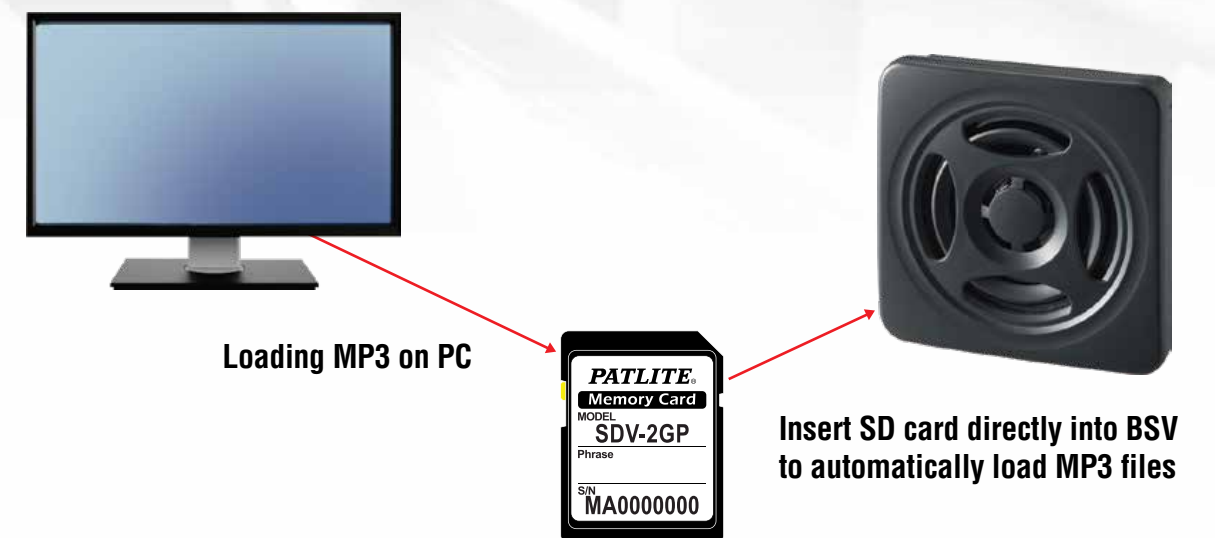 Loading MP3 on PC
PATLITE®
Memory Card
MODEL
SDV-2GP
Phrase
S/N
MA0000000
Insert SD card directly into BSV
to automatically load MP3 files